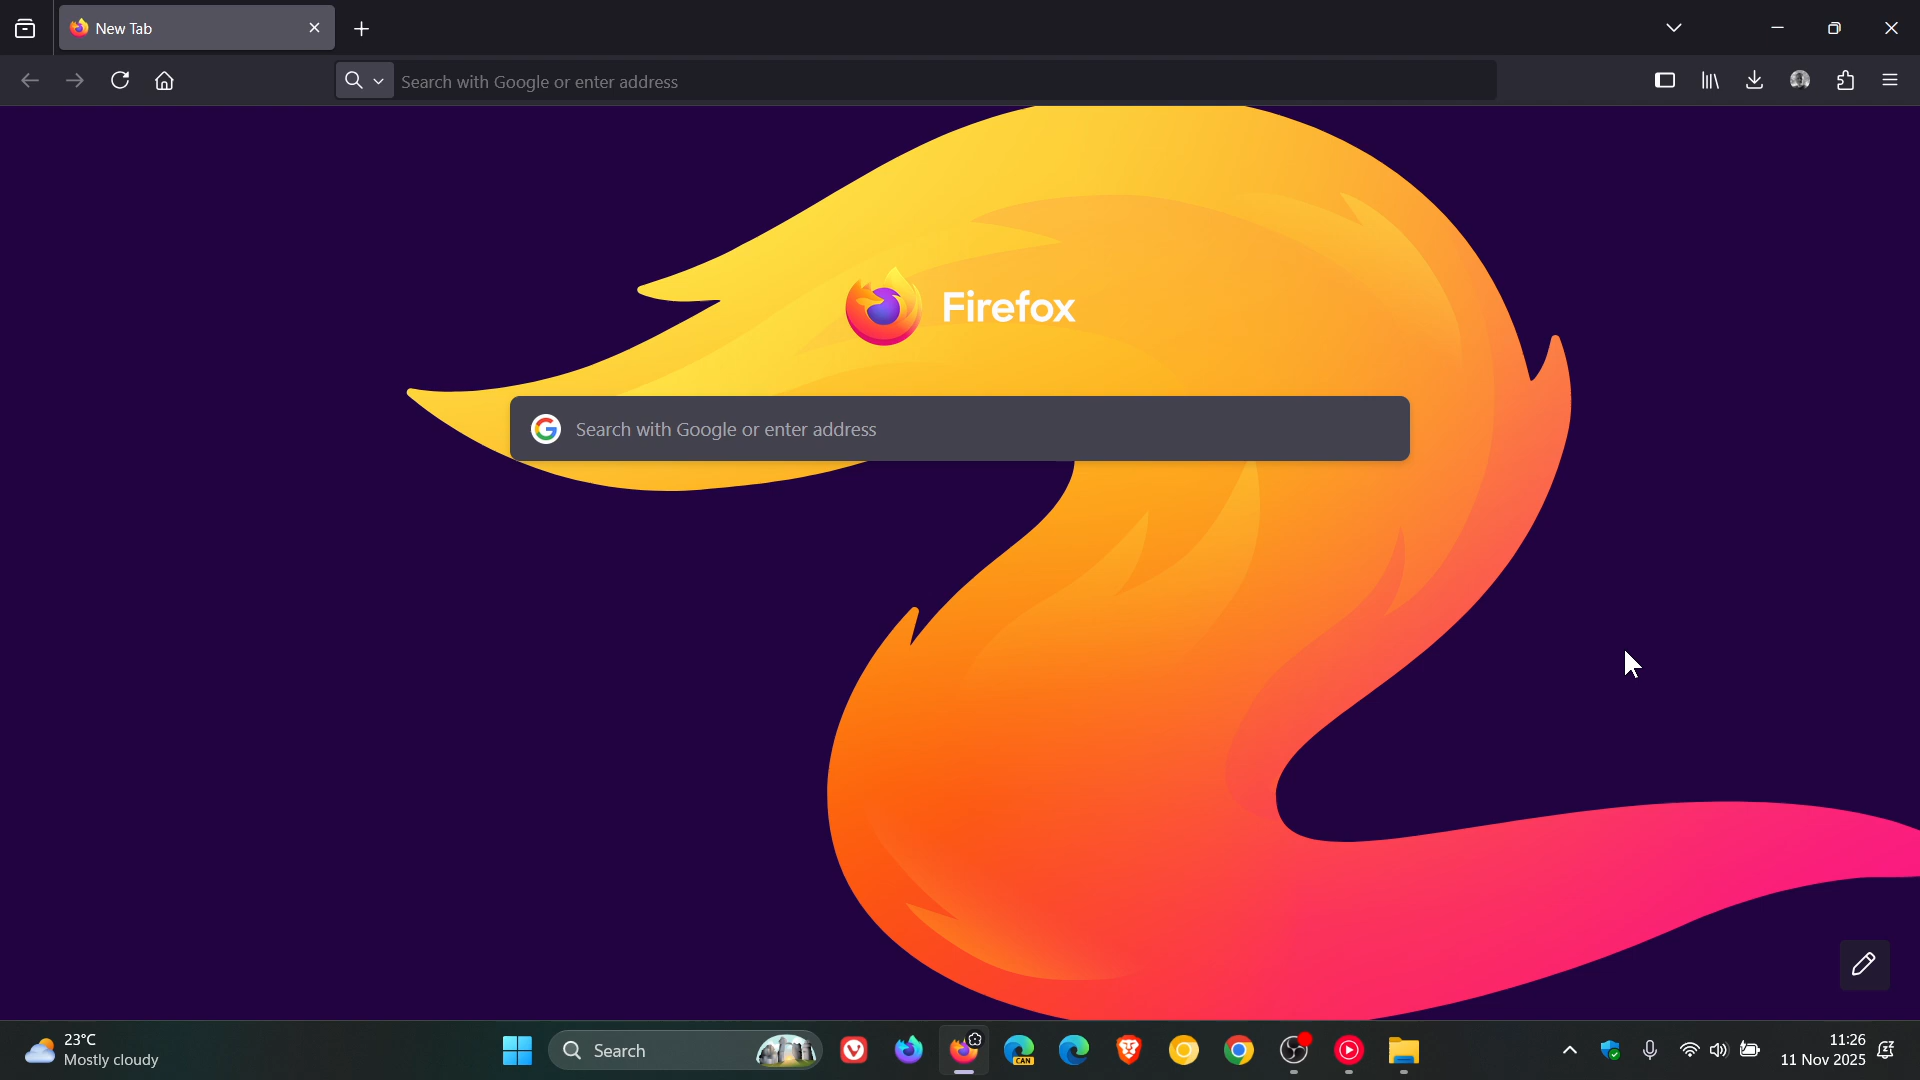 New Tab
Search with Google or enter address
Firefox
Search with Google or enter address
23°C
Mostly cloudy
Search
CAN
11:26
11 Nov 2025